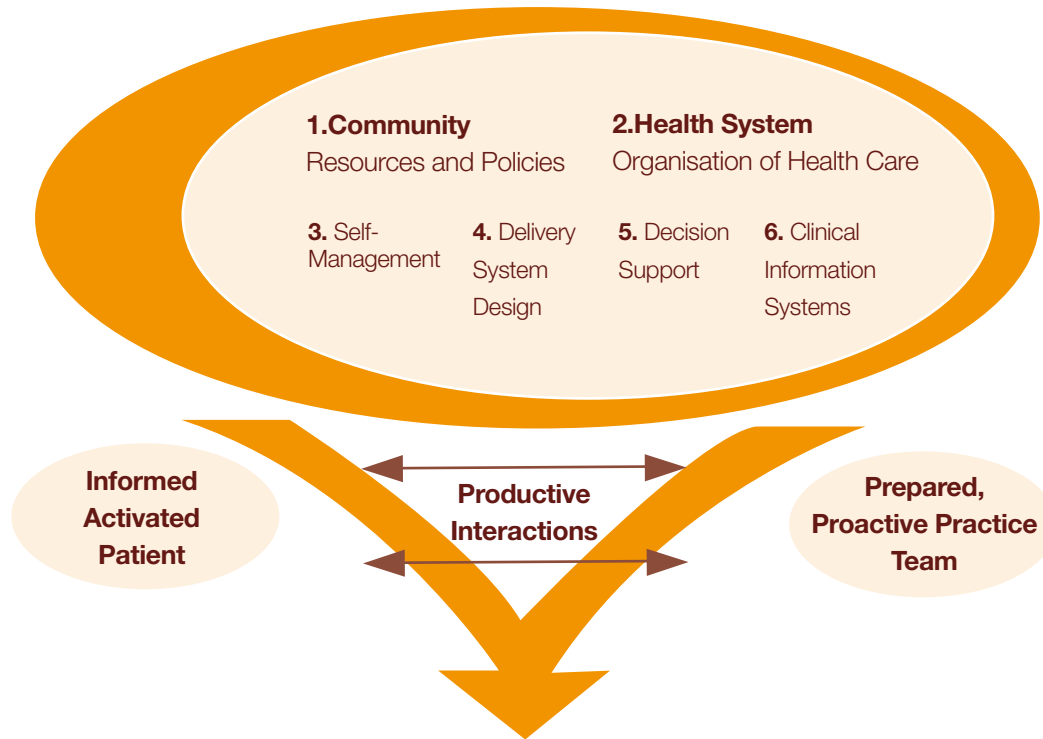 1.Community
Resources and Policies
2.Health System
Organisation of Health Care
3. Self-
Management
4. Delivery
System
Design
5. Decision
Support
6. Clinical
Information
Systems
Informed
Activated
Patient
Productive
Interactions
Prepared,
Proactive Practice
Team